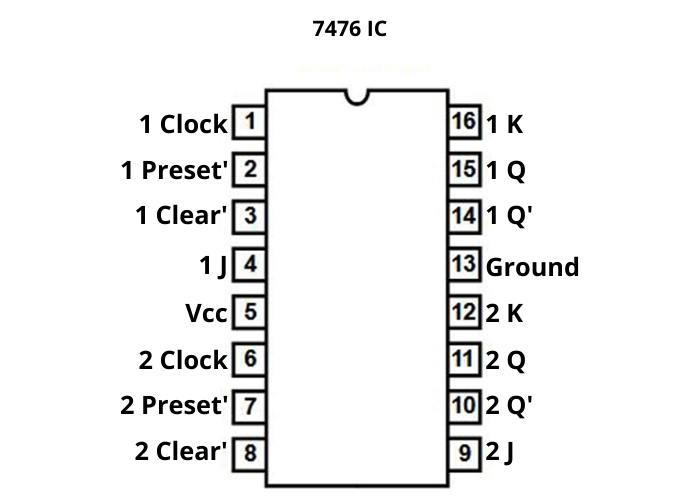 7476 IC
1 Clock 1 16 1 K
1 Preset' 2 15 1 Q
1 Clear' 3 14 1 Q'
1 J 4 13 Ground
Vcc 5 12 2 K
2 Clock 6 11 2 Q
2 Preset' 7 10 2 Q'
2 Clear' 8 9 2 J